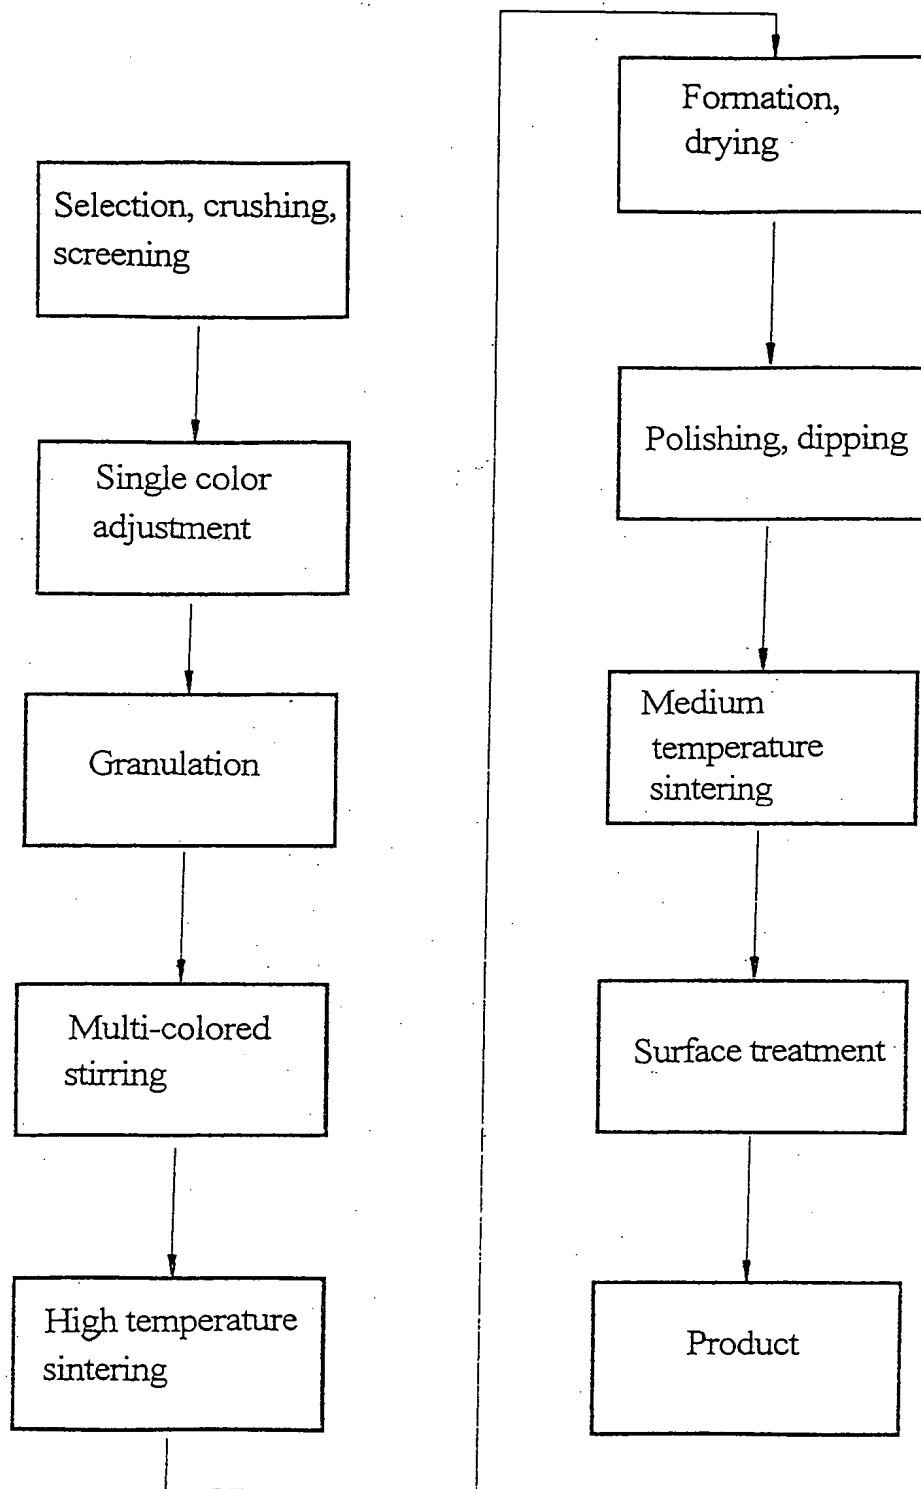 Selection, crushing,
screening
Single color
adjustment
Granulation
Multi-colored
stirring
High temperature
sintering
Formation,
drying
Polishing, dipping
Medium
temperature
sintering
Surface treatment
Product